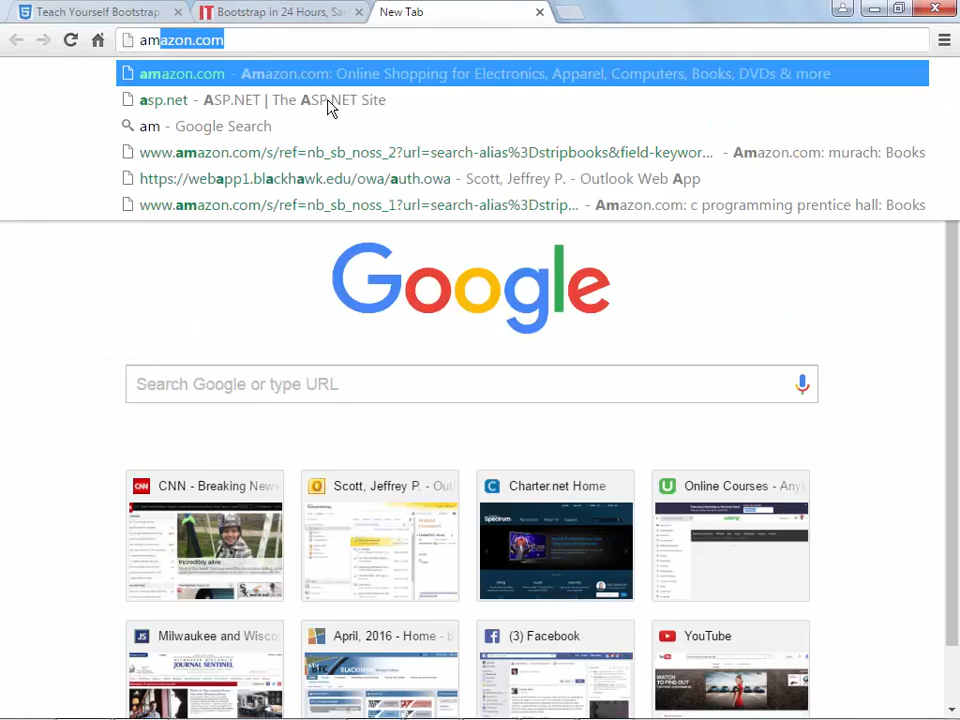 Teach Yourself Bootstrap
Bootstrap in 24 Hours, Sa
New Tab
amazon.com
amazon.com - Amazon.com: Online Shopping for Electronics, Apparel, Computers, Books, DVDs & more
asp.net - ASP.NET | The ASP.NET Site
am - Google Search
www.amazon.com/s/ref=nb_sb_noss_2?url=search-alias%3Dstripbooks&field-keywor... - Amazon.com: murach: Books
https://webapp1.blackhawk.edu/owa/auth.owa - Scott, Jeffrey P. - Outlook Web App
www.amazon.com/s/ref=nb_sb_noss_1?url=search-alias%3Dstrip... - Amazon.com: c programming prentice hall: Books
Google
Search Google or type URL
CNN - Breaking News
Scott, Jeffrey P. - Out
Charter.net Home
Online Courses - Any
Milwaukee and Wisco
April, 2016 - Home - b
(3) Facebook
YouTube
JOURNAL SENTINEL
WATCH TO FIND OUT